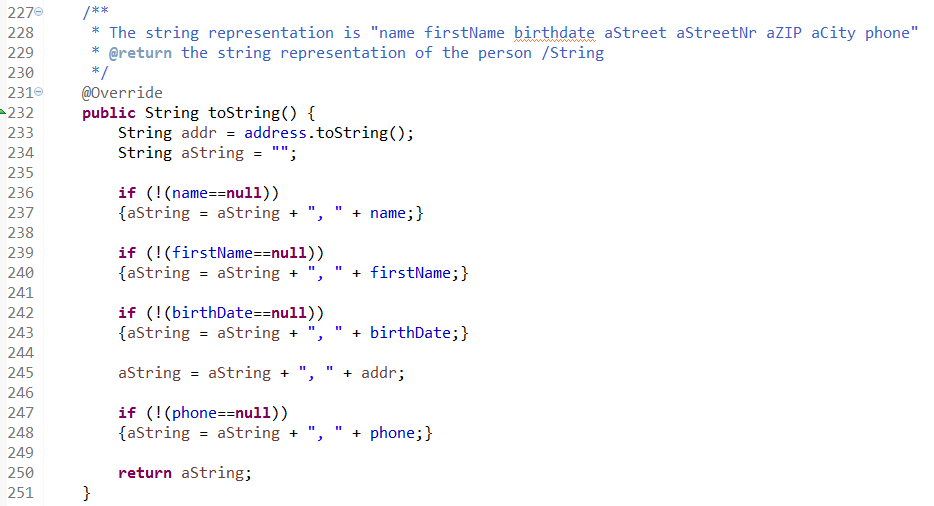 227 /**
228 * The string representation is "name firstName birthdate aStreet aStreetNr aZIP aCity phone"
229 * @return the string representation of the person /String
230 */
231 @Override
232 public String toString() {
233 String addr = address.toString();
234 String aString = "";
235
236 if (!(name==null))
237 {aString = aString + ", " + name;}
238
239 if (!(firstName==null))
240 {aString = aString + ", " + firstName;}
241
242 if (!(birthDate==null))
243 {aString = aString + ", " + birthDate;}
244
245 aString = aString + ", " + addr;
246
247 if (!(phone==null))
248 {aString = aString + ", " + phone;}
249
250 return aString;
251 }